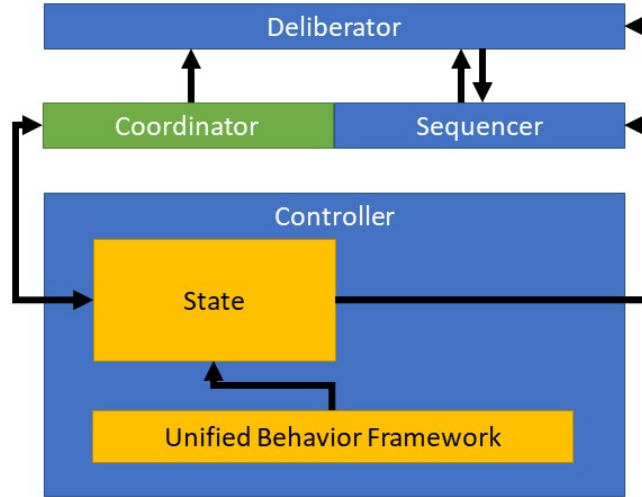 Deliberator
Coordinator
Sequencer
Controller
State
Unified Behavior Framework